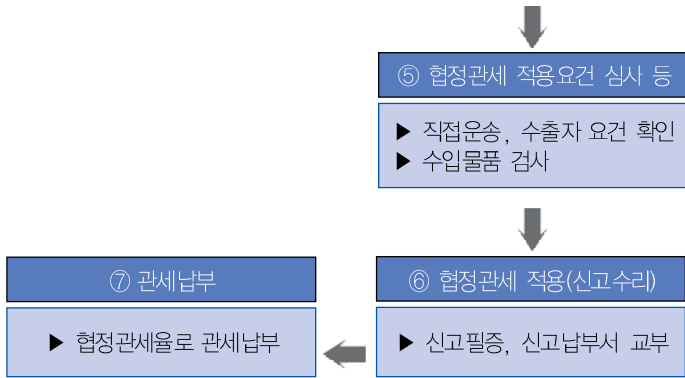 ⑤ 협정관세 적용요건 심사 등
▶ 직접운송, 수출자 요건 확인
▶ 수입물품 검사
⑥ 협정관세 적용(신고수리)
▶ 신고필증, 신고납부서 교부
⑦ 관세납부
▶ 협정관세율로 관세납부